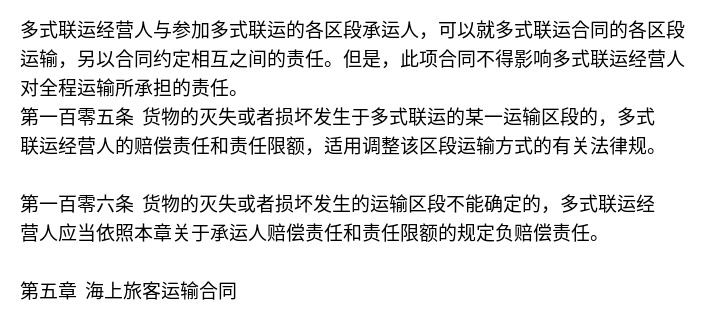 多式联运经营人与参加多式联运的各区段承运人，可以就多式联运合同的各区段
运输，另以合同约定相互之间的责任。但是，此项合同不得影响多式联运经营人
对全程运输所承担的责任。
第一百零五条 货物的灭失或者损坏发生于多式联运的某一运输区段的，多式
联运经营人的赔偿责任和责任限额，适用调整该区段运输方式的有关法律规。
第一百零六条 货物的灭失或者损坏发生的运输区段不能确定的，多式联运经
营人应当依照本章关于承运人赔偿责任和责任限额的规定负赔偿责任。
第五章 海上旅客运输合同